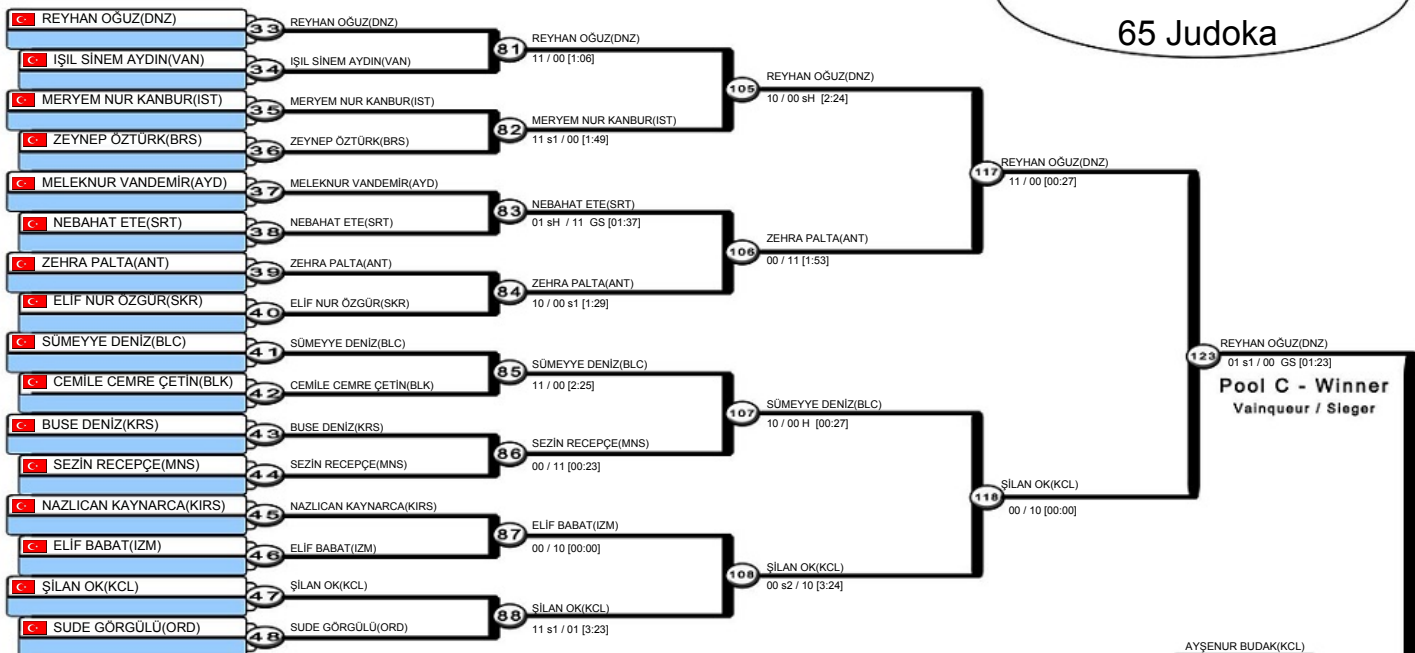 65 Judoka
REYHAN OĞUZ(DNZ)
IŞIL SİNEM AYDIN(VAN)
MERYEM NUR KANBUR(IST)
ZEYNEP ÖZTÜRK(BRS)
MELEKNUR VANDEMİR(AYD)
NEBAHAT ETE(SRT)
ZEHRA PALTA(ANT)
ELİF NUR ÖZGÜR(SKR)
SÜMEYYE DENİZ(BLC)
CEMİLE CEMRE ÇETİN(BLK)
BUSE DENİZ(KRS)
SEZİN RECEPÇE(MNS)
NAZLICAN KAYNARCA(KIRS)
ELİF BABAT(IZM)
ŞİLAN OK(KCL)
SUDE GÖRGÜLÜ(ORD)
33 REYHAN OĞUZ(DNZ)
34 IŞIL SİNEM AYDIN(VAN)
35 MERYEM NUR KANBUR(IST)
36 ZEYNEP ÖZTÜRK(BRS)
37 MELEKNUR VANDEMİR(AYD)
38 NEBAHAT ETE(SRT)
39 ZEHRA PALTA(ANT)
40 ELİF NUR ÖZGÜR(SKR)
41 SÜMEYYE DENİZ(BLC)
42 CEMİLE CEMRE ÇETİN(BLK)
43 BUSE DENİZ(KRS)
44 SEZİN RECEPÇE(MNS)
45 NAZLICAN KAYNARCA(KIRS)
46 ELİF BABAT(IZM)
47 ŞİLAN OK(KCL)
48 SUDE GÖRGÜLÜ(ORD)
81 REYHAN OĞUZ(DNZ)
11 / 00 [1:06]
82 MERYEM NUR KANBUR(IST)
11 s1 / 00 [1:49]
83 NEBAHAT ETE(SRT)
01 sH / 11 GS [01:37]
84 ZEHRA PALTA(ANT)
10 / 00 s1 [1:29]
85 SÜMEYYE DENİZ(BLC)
11 / 00 [2:25]
86 SEZİN RECEPÇE(MNS)
00 / 11 [00:23]
87 ELİF BABAT(IZM)
00 / 10 [00:00]
88 ŞİLAN OK(KCL)
11 s1 / 01 [3:23]
105 REYHAN OĞUZ(DNZ)
10 / 00 sH [2:24]
106 ZEHRA PALTA(ANT)
00 / 11 [1:53]
107 SÜMEYYE DENİZ(BLC)
10 / 00 H [00:27]
108 ŞİLAN OK(KCL)
00 s2 / 10 [3:24]
117 REYHAN OĞUZ(DNZ)
11 / 00 [00:27]
118 ŞİLAN OK(KCL)
00 / 10 [00:00]
123 REYHAN OĞUZ(DNZ)
01 s1 / 00 GS [01:23]
Pool C - Winner
Vainqueur / Sieger
AYŞENUR BUDAK(KCL)